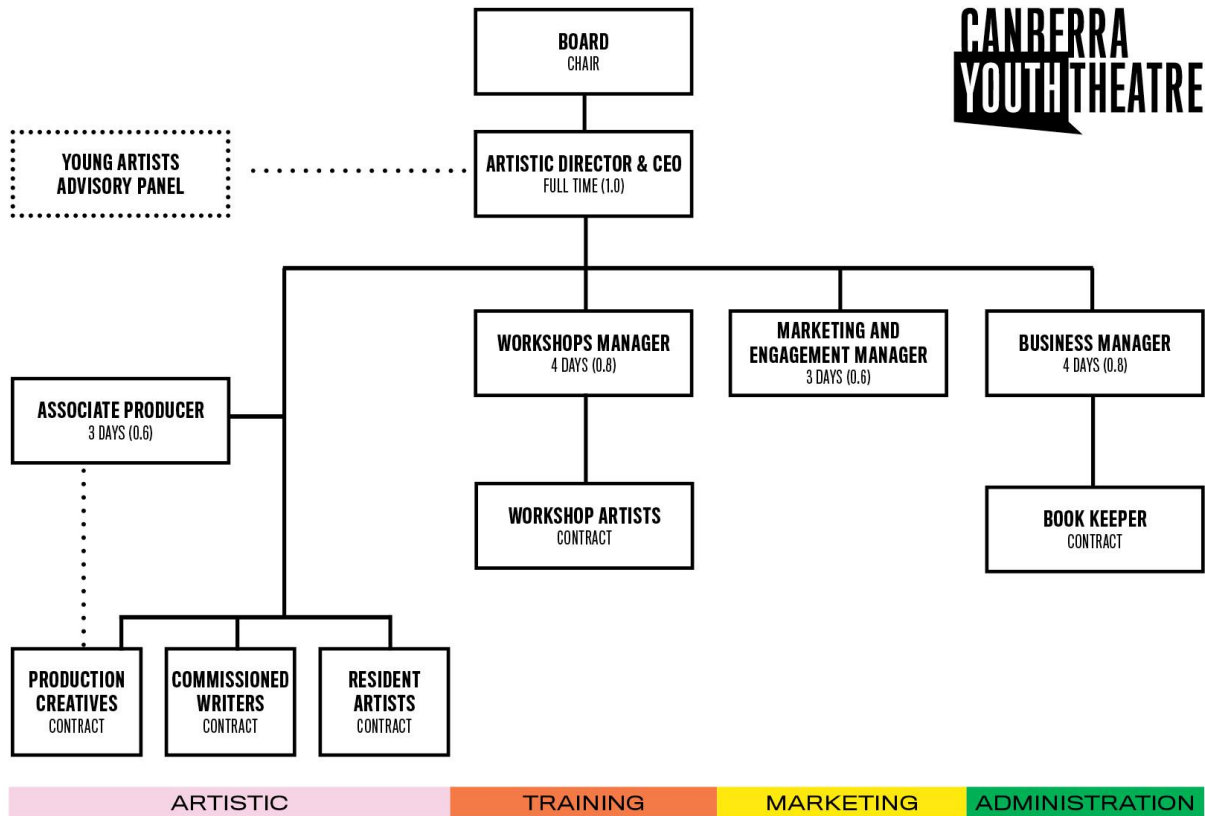 CANBERRA
YOUTH THEATRE
BOARD
CHAIR
YOUNG ARTISTS
ADVISORY PANEL
ARTISTIC DIRECTOR & CEO
FULL TIME (1.0)
WORKSHOPS MANAGER
4 DAYS (0.8)
MARKETING AND
ENGAGEMENT MANAGER
3 DAYS (0.6)
BUSINESS MANAGER
4 DAYS (0.8)
ASSOCIATE PRODUCER
3 DAYS (0.6)
WORKSHOP ARTISTS
CONTRACT
BOOK KEEPER
CONTRACT
PRODUCTION
CREATIVES
CONTRACT
COMMISSIONED
WRITERS
CONTRACT
RESIDENT
ARTISTS
CONTRACT
ARTISTIC
TRAINING
MARKETING
ADMINISTRATION